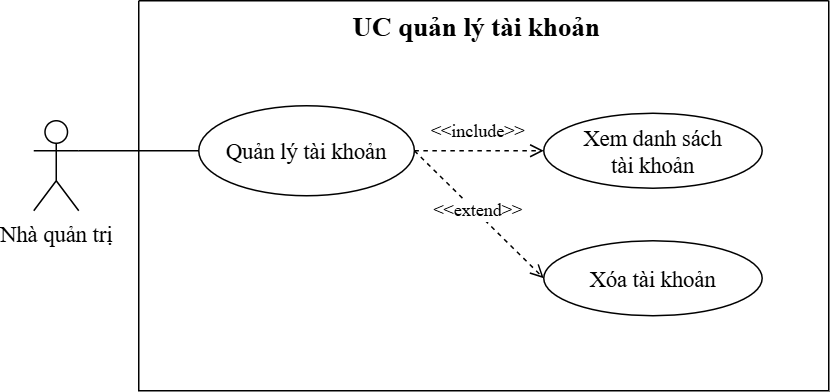 UC quản lý tài khoản
Quản lý tài khoản
<<include>>
Xem danh sách
tài khoản
<<extend>>
Nhà quản trị
Xóa tài khoản